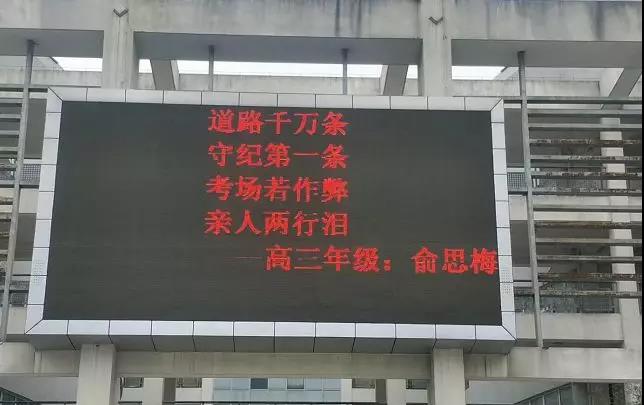 道路千万条
守纪第一条
考场若作弊
亲人两行泪
——高三年级：俞思梅